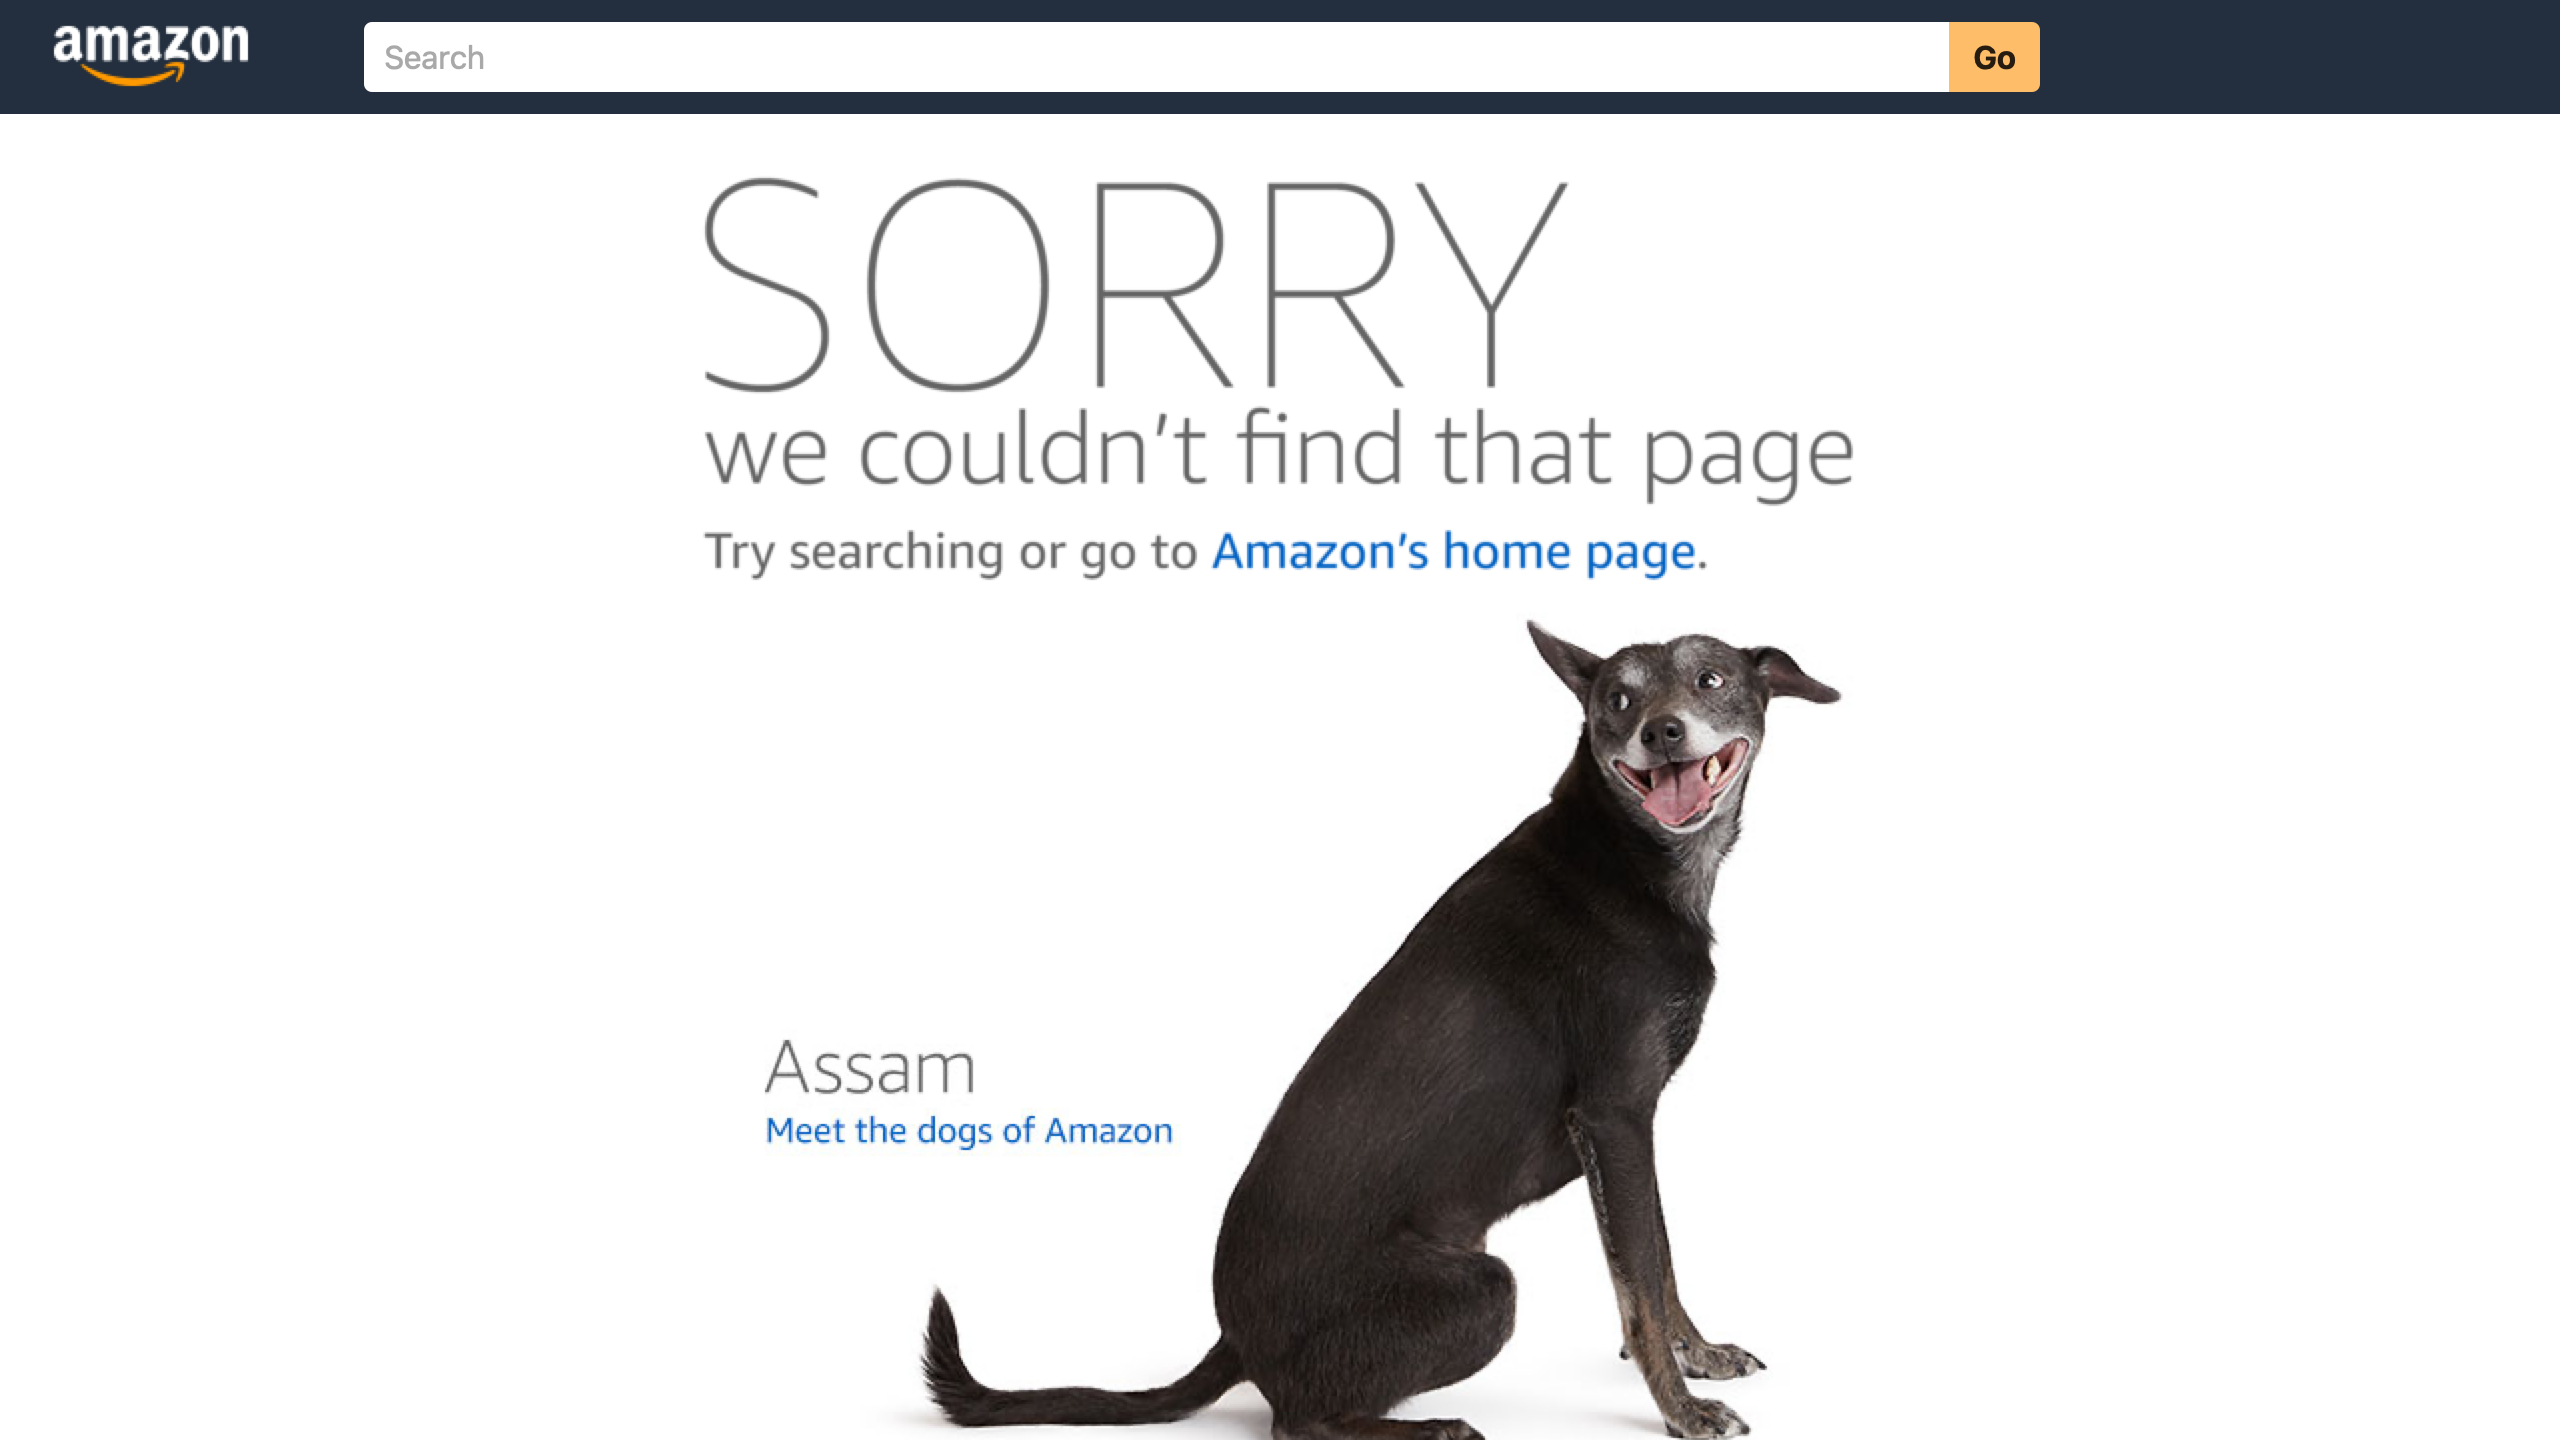 amazon
Search
Go
SORRY
we couldn't find that page
Try searching or go to Amazon's home page.
Assam
Meet the dogs of Amazon